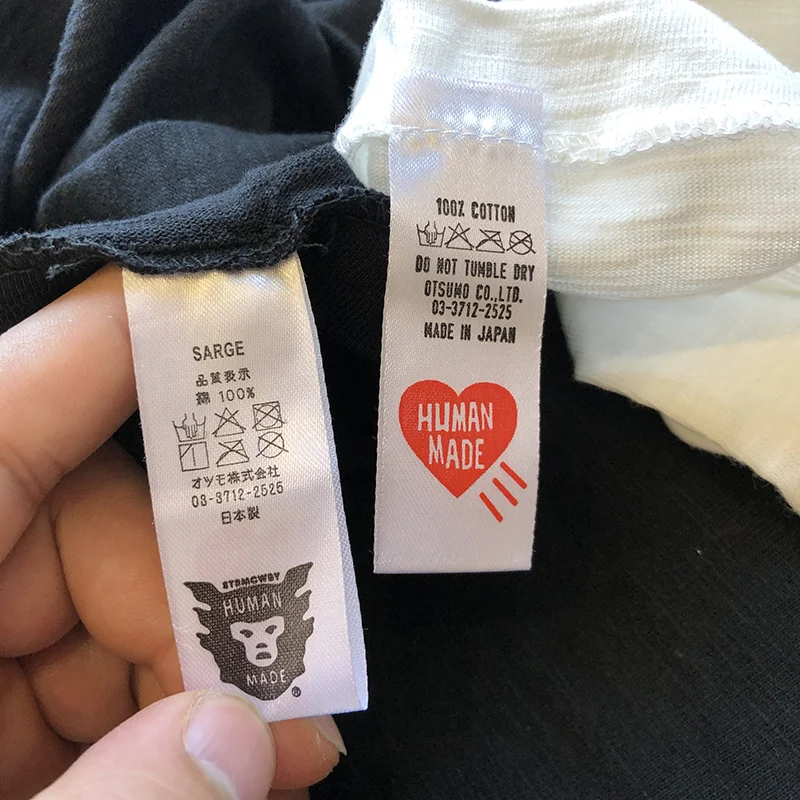 SARGE
品質表示
綿 100%
オツモ株式会社
03-3712-2525
日本製
STRMCWBY
HUMAN
MADE
®
100% COTTON
DO NOT TUMBLE DRY
OTSUMO CO.,LTD.
03-3712-2525
MADE IN JAPAN
HUMAN
MADE